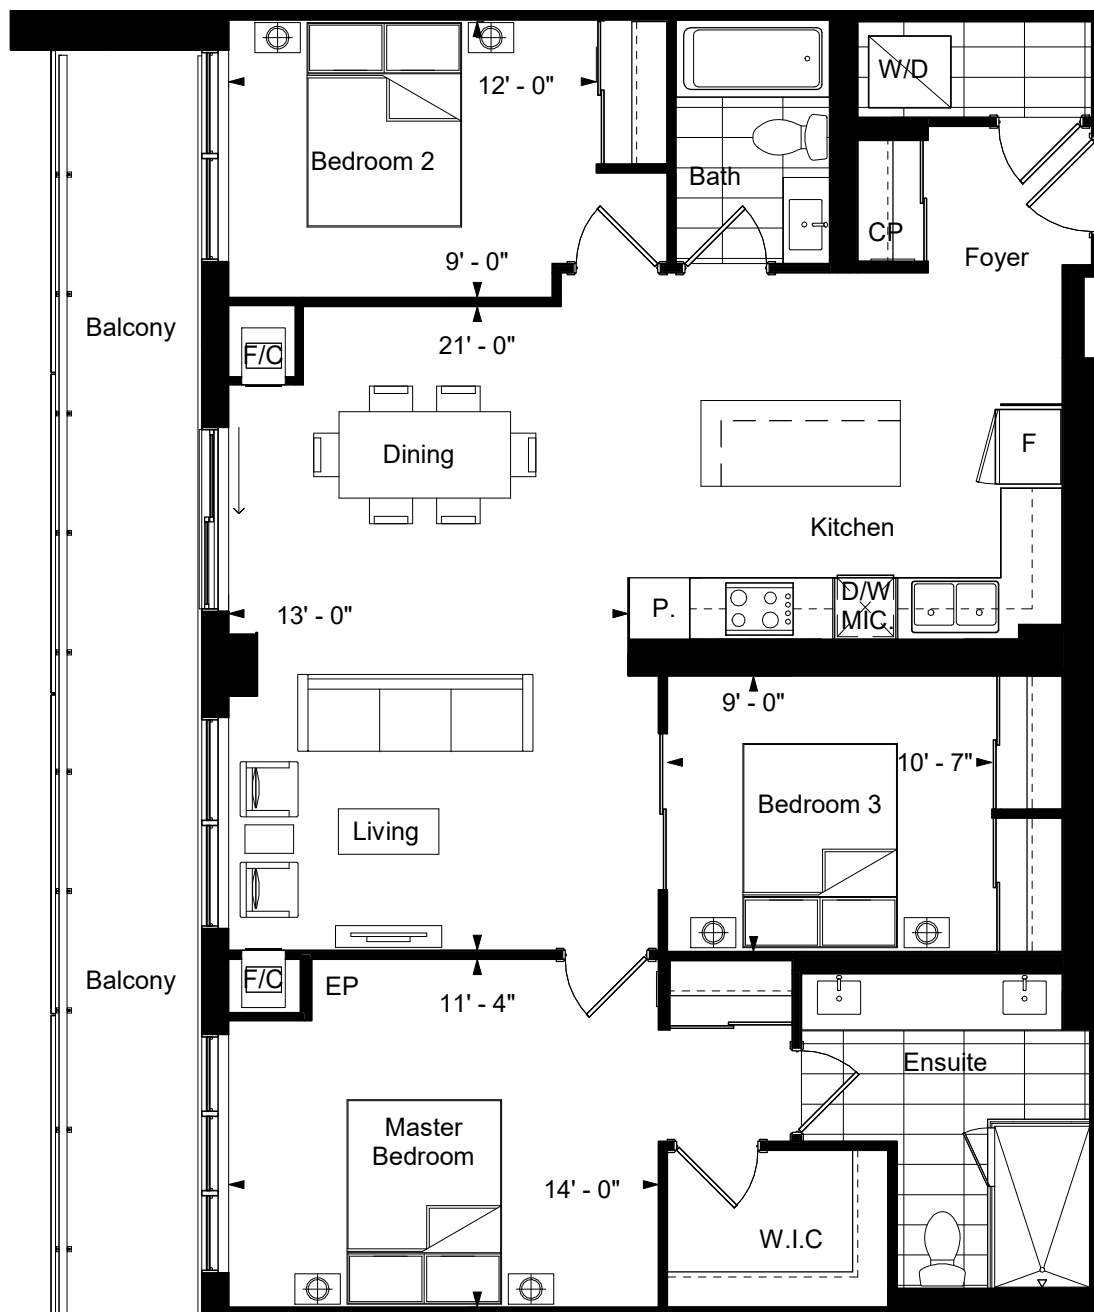 W/D
12' - 0"
Bedroom 2
Bath
CP
Foyer
9' - 0"
Balcony
21' - 0"
F/C
Dining
F
Kitchen
D/W
MIC.
P.
13' - 0"
9' - 0"
10' - 7"
Bedroom 3
Living
Balcony
F/C
EP
11' - 4"
Ensuite
Master
Bedroom
14' - 0"
W.I.C